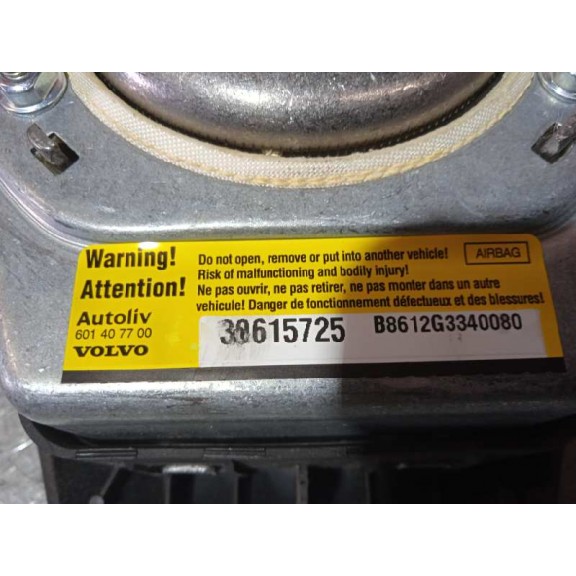 Warning!
Attention!
Do not open, remove or put into another vehicle!
AIRBAG
Risk of malfunctioning and bodily injury!
Ne pas ouvrir, ne pas retirer, ne pas monter dans un autre
vehicule! Danger de fonctionnement défectueux et des blessures!
Autoliv
601 40 77 00
VOLVO
30615725
B8612G3340080